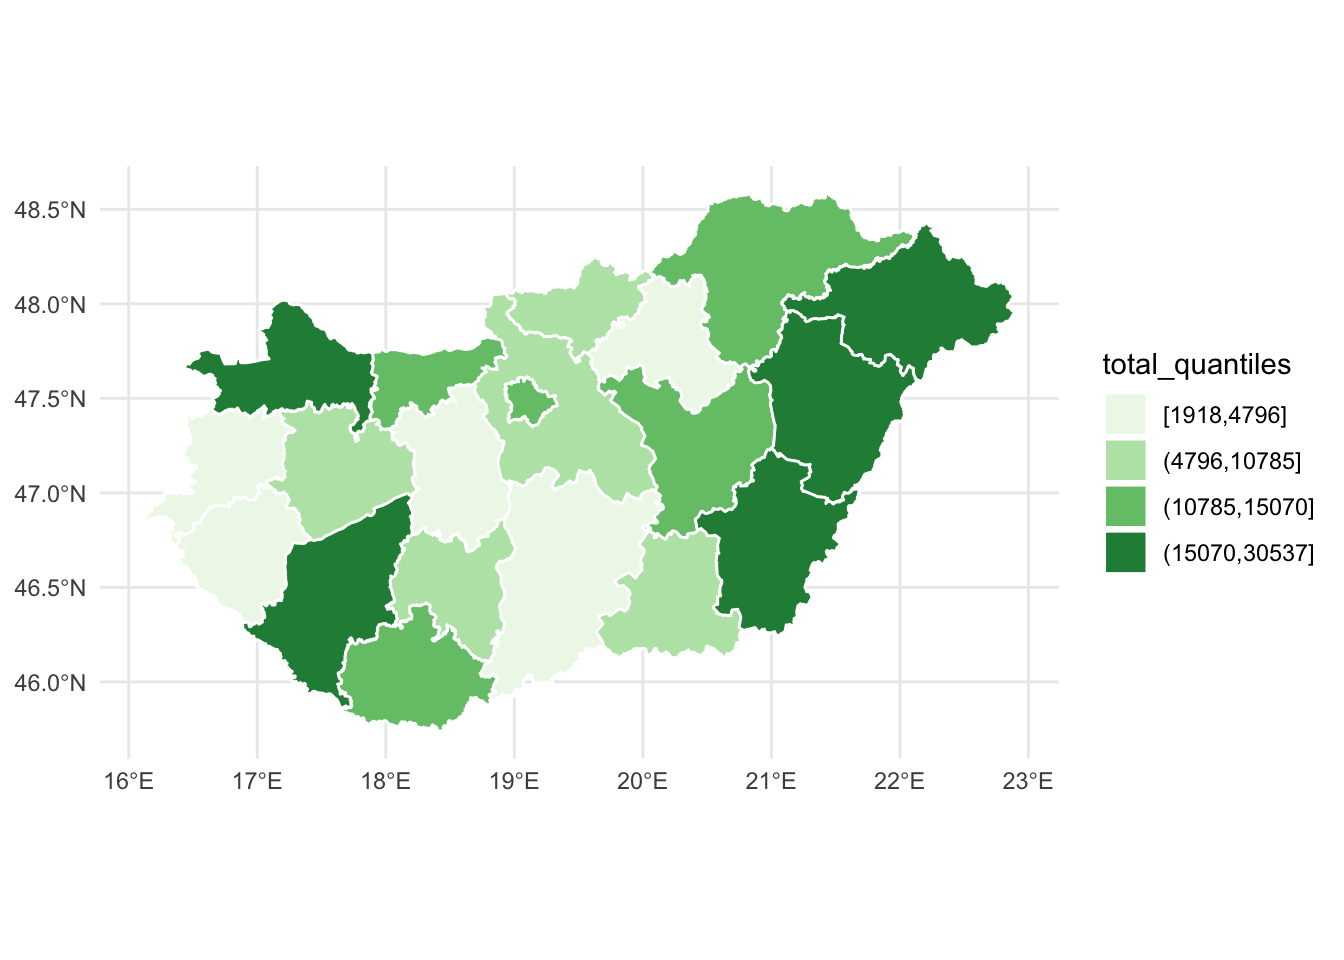 48.5°N
48.0°N
47.5°N
47.0°N
46.5°N
46.0°N
16°E 17°E 18°E 19°E 20°E 21°E 22°E 23°E
total_quantiles
[1918,4796]
(4796,10785]
(10785,15070]
(15070,30537]